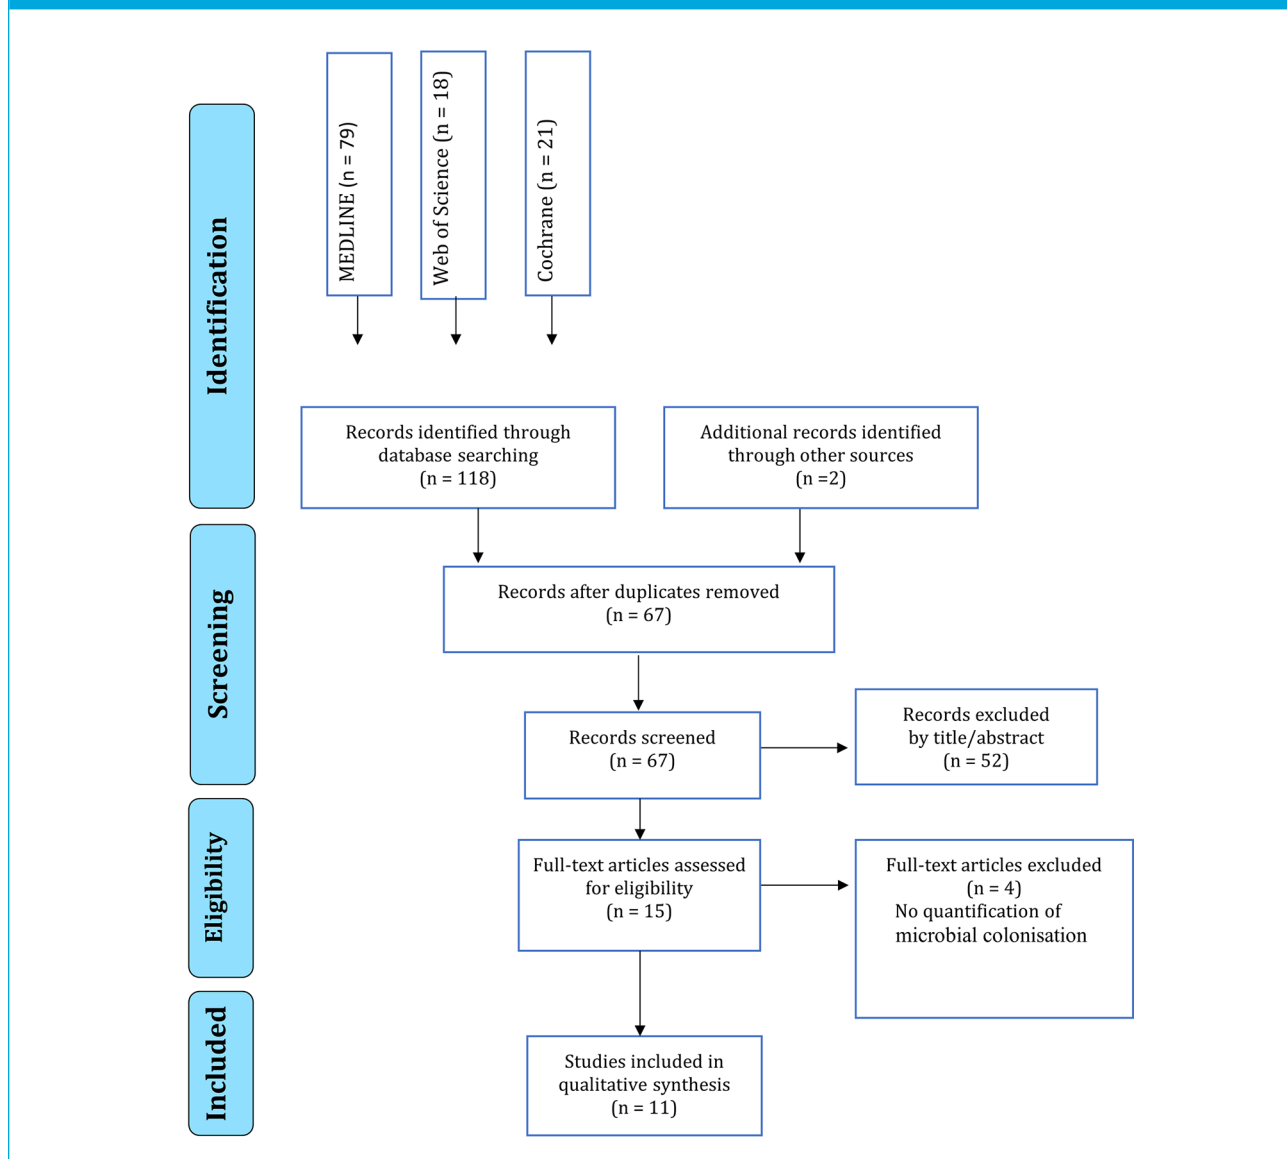 Identification
MEDLINE (n = 79)
Web of Science (n = 18)
Cochrane (n = 21)
Records identified through
database searching
(n = 118)
Additional records identified
through other sources
(n =2)
Screening
Records after duplicates removed
(n = 67)
Records screened
(n = 67)
Records excluded
by title/abstract
(n = 52)
Eligibility
Full-text articles assessed
for eligibility
(n = 15)
Full-text articles excluded
(n = 4)
No quantification of
microbial colonisation
Included
Studies included in
qualitative synthesis
(n = 11)